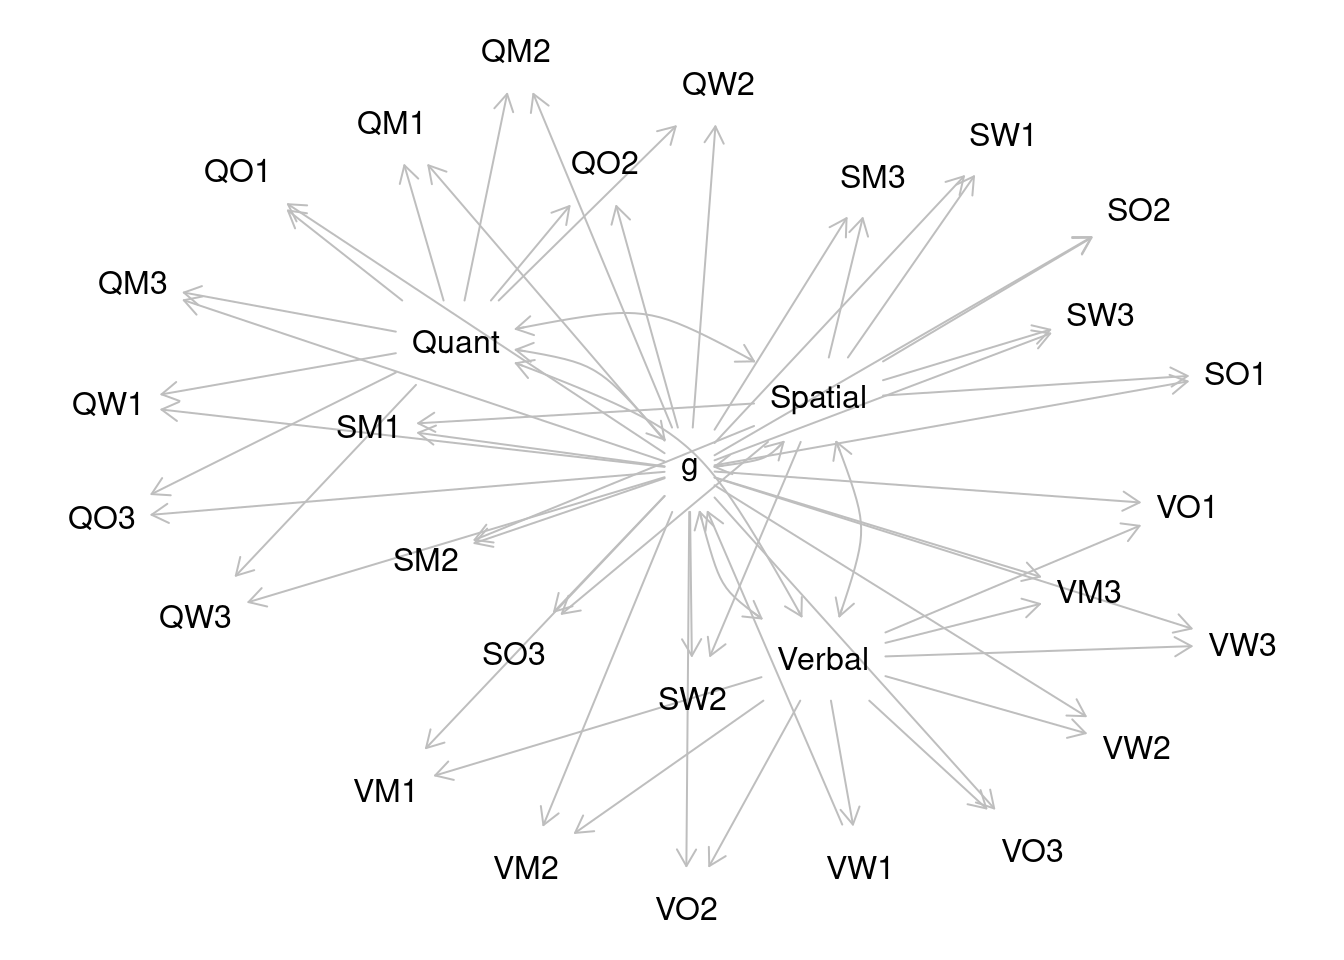 QM2
QW2
QM1
SW1
QO2
QO1
SM3
SO2
QM3
SW3
Quant
SO1
Spatial
QW1
SM1
g
VO1
QO3
SM2
VM3
QW3
VW3
SO3
Verbal
SW2
VW2
VM1
VO3
VM2
VW1
VO2